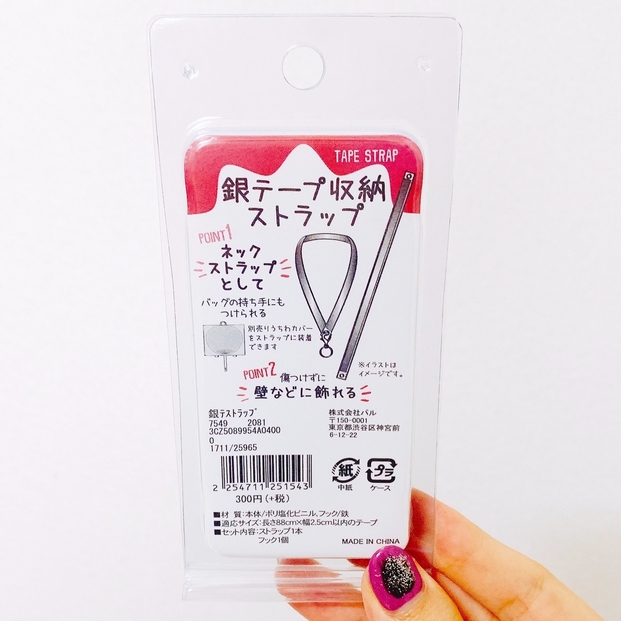 TAPE STRAP
銀テープ収納
ストラップ
POINT1
ネック
ストラップ
として
バッグの持ち手にも
つけられる
別売りうちわカバー
をストラップに装着
できます
※イラストは
イメージです。
POINT2
傷つけずに
壁などに飾れる
銀テストラップ
7549 2081
3CZ5089954A0400
0
1711/25965
株式会社パル
東京都渋谷区神宮前
6-12-22
2 254711 251543
300円(+税)
紙
中紙
プラ
ケース
■材 質:本体/ポリ塩化ビニル、フック/鉄
■適応サイズ:長さ88cm×幅2.5cm以内のテープ
■セット内容:ストラップ1本
フック1個
MADE IN CHINA